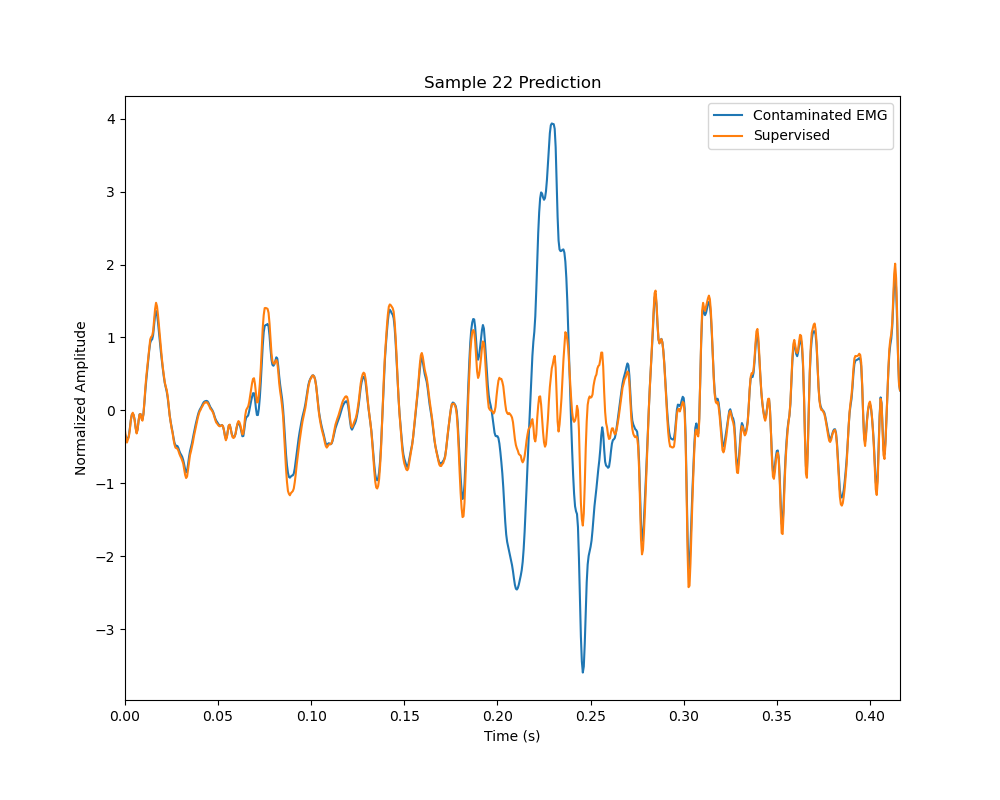 Sample 22 Prediction
Contaminated EMG
Supervised
Normalized Amplitude
4
3
2
1
0
−1
−2
−3
0.00 0.05 0.10 0.15 0.20 0.25 0.30 0.35 0.40
Time (s)